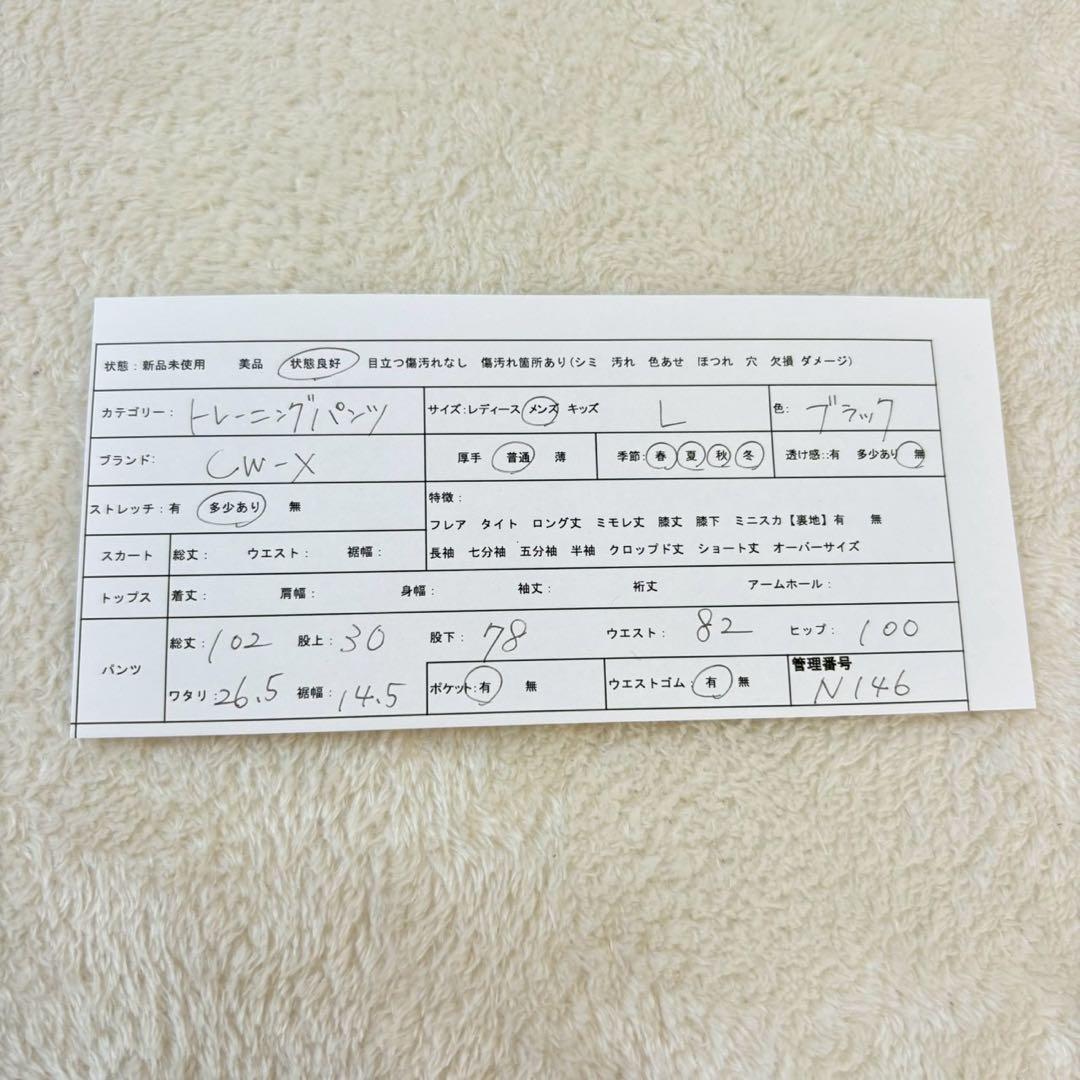 状態：新品未使用　美品　状態良好　目立つ傷汚れなし　傷汚れ箇所あり(シミ　汚れ　色あせ　ほつれ　穴　欠損 ダメージ)
カテゴリー：トレーニングパンツ　サイズ：レディース　メンズ　キッズ　L　色：ブラック
ブランド：CW-X　厚手　普通　薄　季節：春　夏　秋　冬　透け感:：有　多少あり　無
ストレッチ：有　多少あり　無　特徴：
フレア　タイト　ロング丈　ミモレ丈　膝丈　膝下　ミニスカ【裏地】有　無
スカート　総丈：　ウエスト：　裾幅：　長袖　七分袖　五分袖　半袖　クロップド丈　ショート丈　オーバーサイズ
トップス　着丈：　肩幅：　身幅：　袖丈：　裄丈　アームホール：
パンツ　総丈：102　股上：30　股下：78　ウエスト：82　ヒップ：100
ワタリ：26.5　裾幅：14.5　ポケット：有　無　ウエストゴム　有　無　管理番号
N146